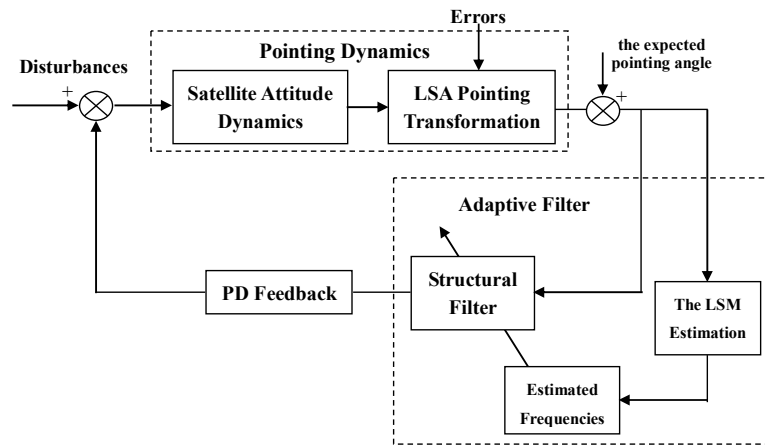 Errors
Pointing Dynamics
the expected
pointing angle
Disturbances
+
Satellite Attitude
Dynamics
LSA Pointing
Transformation
+
Adaptive Filter
PD Feedback
Structural
Filter
The LSM
Estimation
Estimated
Frequencies